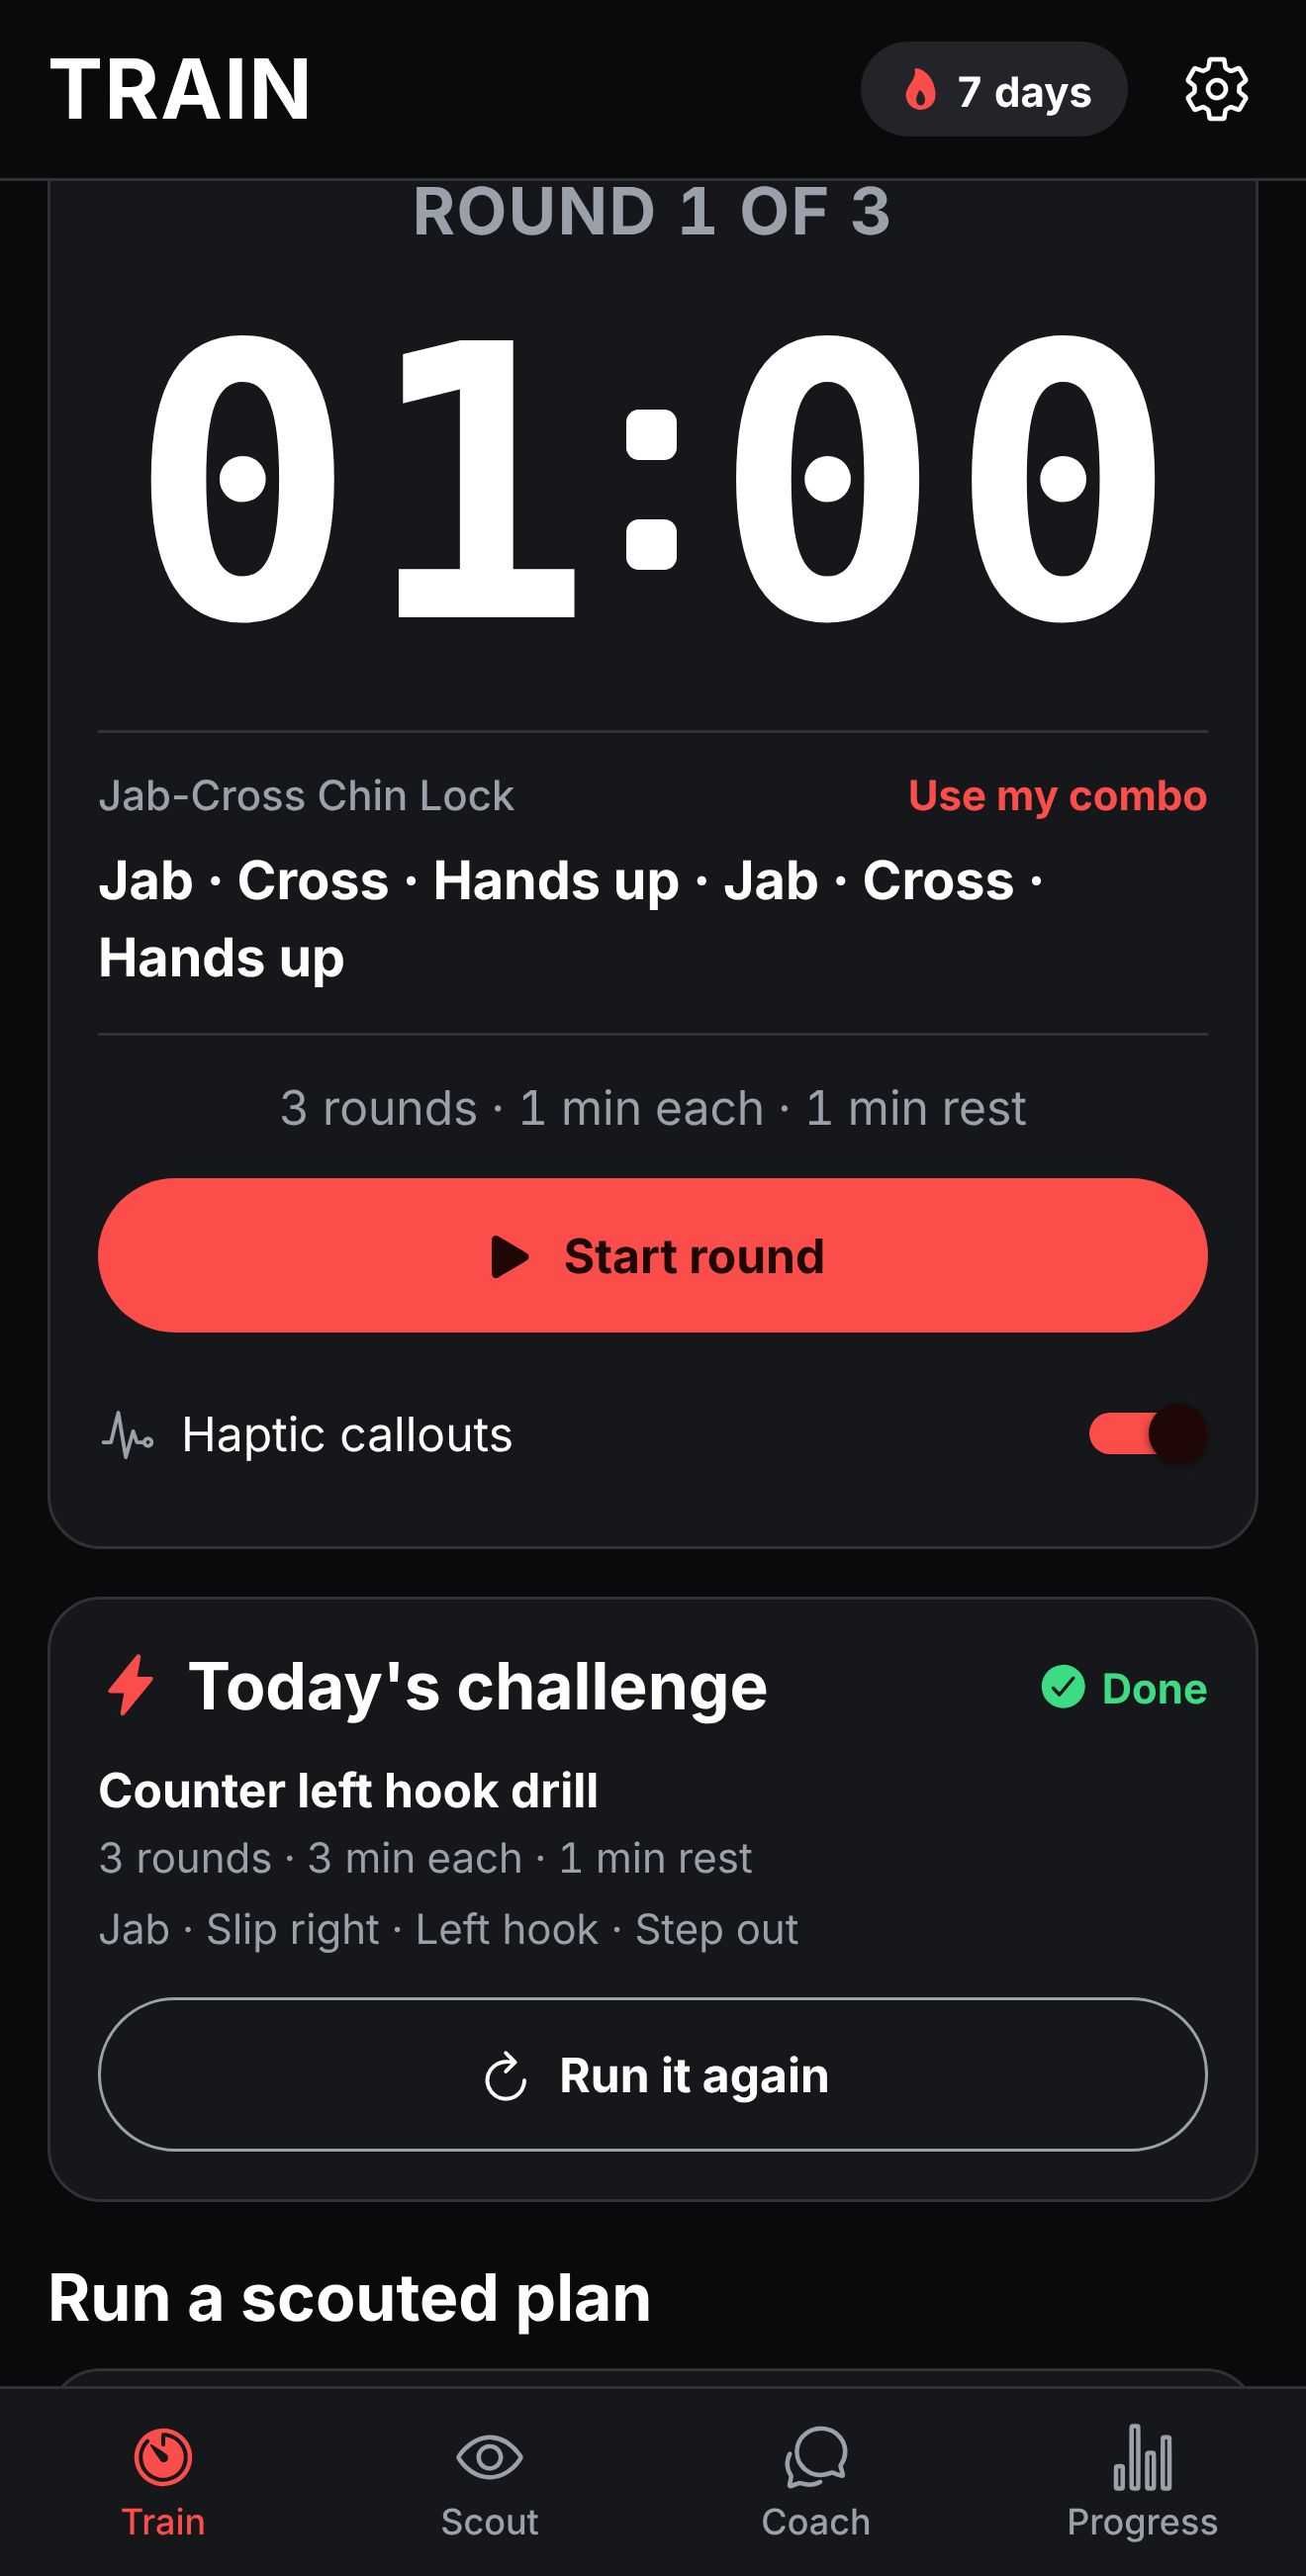 TRAIN
7 days
ROUND 1 OF 3
01:00
Jab-Cross Chin Lock
Use my combo
Jab · Cross · Hands up · Jab · Cross ·
Hands up
3 rounds · 1 min each · 1 min rest
Start round
Haptic callouts
Today's challenge
Done
Counter left hook drill
3 rounds · 3 min each · 1 min rest
Jab · Slip right · Left hook · Step out
Run it again
Run a scouted plan
Train
Scout
Coach
Progress